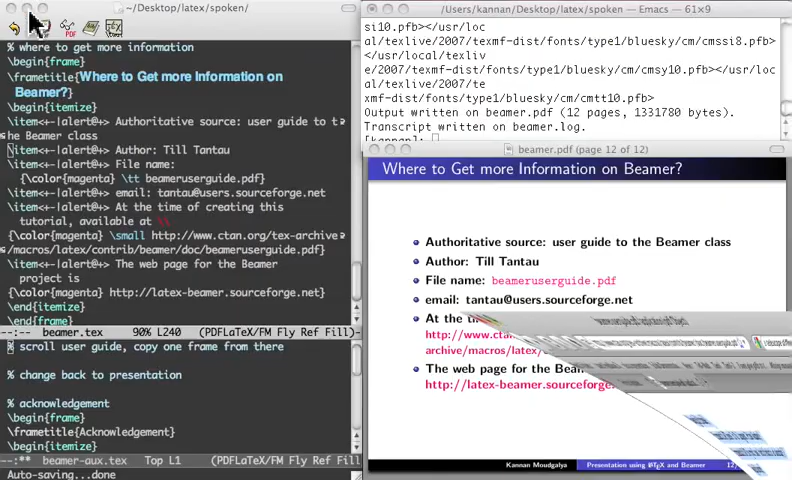 ~/Desktop/latex/spoken/
PDF
% where to get more information
\begin{frame}
\frametitle{Where to Get more Information on
Beamer?}
\begin{itemize}
\item<+-|alert@+> Authoritative source: user guide to t
he Beamer class
\item<+-|alert@+> Author: Till Tantau
\item<+-|alert@+> File name:
{\color{magenta} \tt beameruserguide.pdf}
\item<+-|alert@+> email: tantau@users.sourceforge.net
\item<+-|alert@+> At the time of creating this
tutorial, available at \\
{\color{magenta} \small http://www.ctan.org/tex-archive
/macros/latex/contrib/beamer/doc/beameruserguide.pdf}
\item<+-|alert@+> The web page for the Beamer
project is
{\color{magenta} http://latex-beamer.sourceforge.net}
\end{itemize}
\end{frame}
--:-- beamer.tex 90% L240 (PDFLaTeX/FM Fly Ref Fill)-
% scroll user guide, copy one frame from there
% change back to presentation
% acknowledgement
\begin{frame}
\frametitle{Acknowledgement}
\begin{itemize}
--:** beamer-aux.tex Top L1 (PDFLaTeX/FM Fly Ref Fill
Auto-saving...done
/Users/kannan/Desktop/latex/spoken — Emacs — 61×9
si10.pfb></usr/loc
al/texlive/2007/texmf-dist/fonts/type1/bluesky/cm/cmssi8.pfb>
</usr/local/texliv
e/2007/texmf-dist/fonts/type1/bluesky/cm/cmsy10.pfb></usr/loc
al/texlive/2007/te
xmf-dist/fonts/type1/bluesky/cm/cmtt10.pfb>
Output written on beamer.pdf (12 pages, 1331780 bytes).
Transcript written on beamer.log.
[kannan]:
beamer.pdf (page 12 of 12)
Where to Get more Information on Beamer?
Authoritative source: user guide to the Beamer class
Author: Till Tantau
File name: beameruserguide.pdf
email: tantau@users.sourceforge.net
At the
http://www.cta
archive/macros/latex/
The web page for the
http://latex-beamer.sourceforge.
Kannan Moudgalya Presentation using LATEX and Beamer 12/